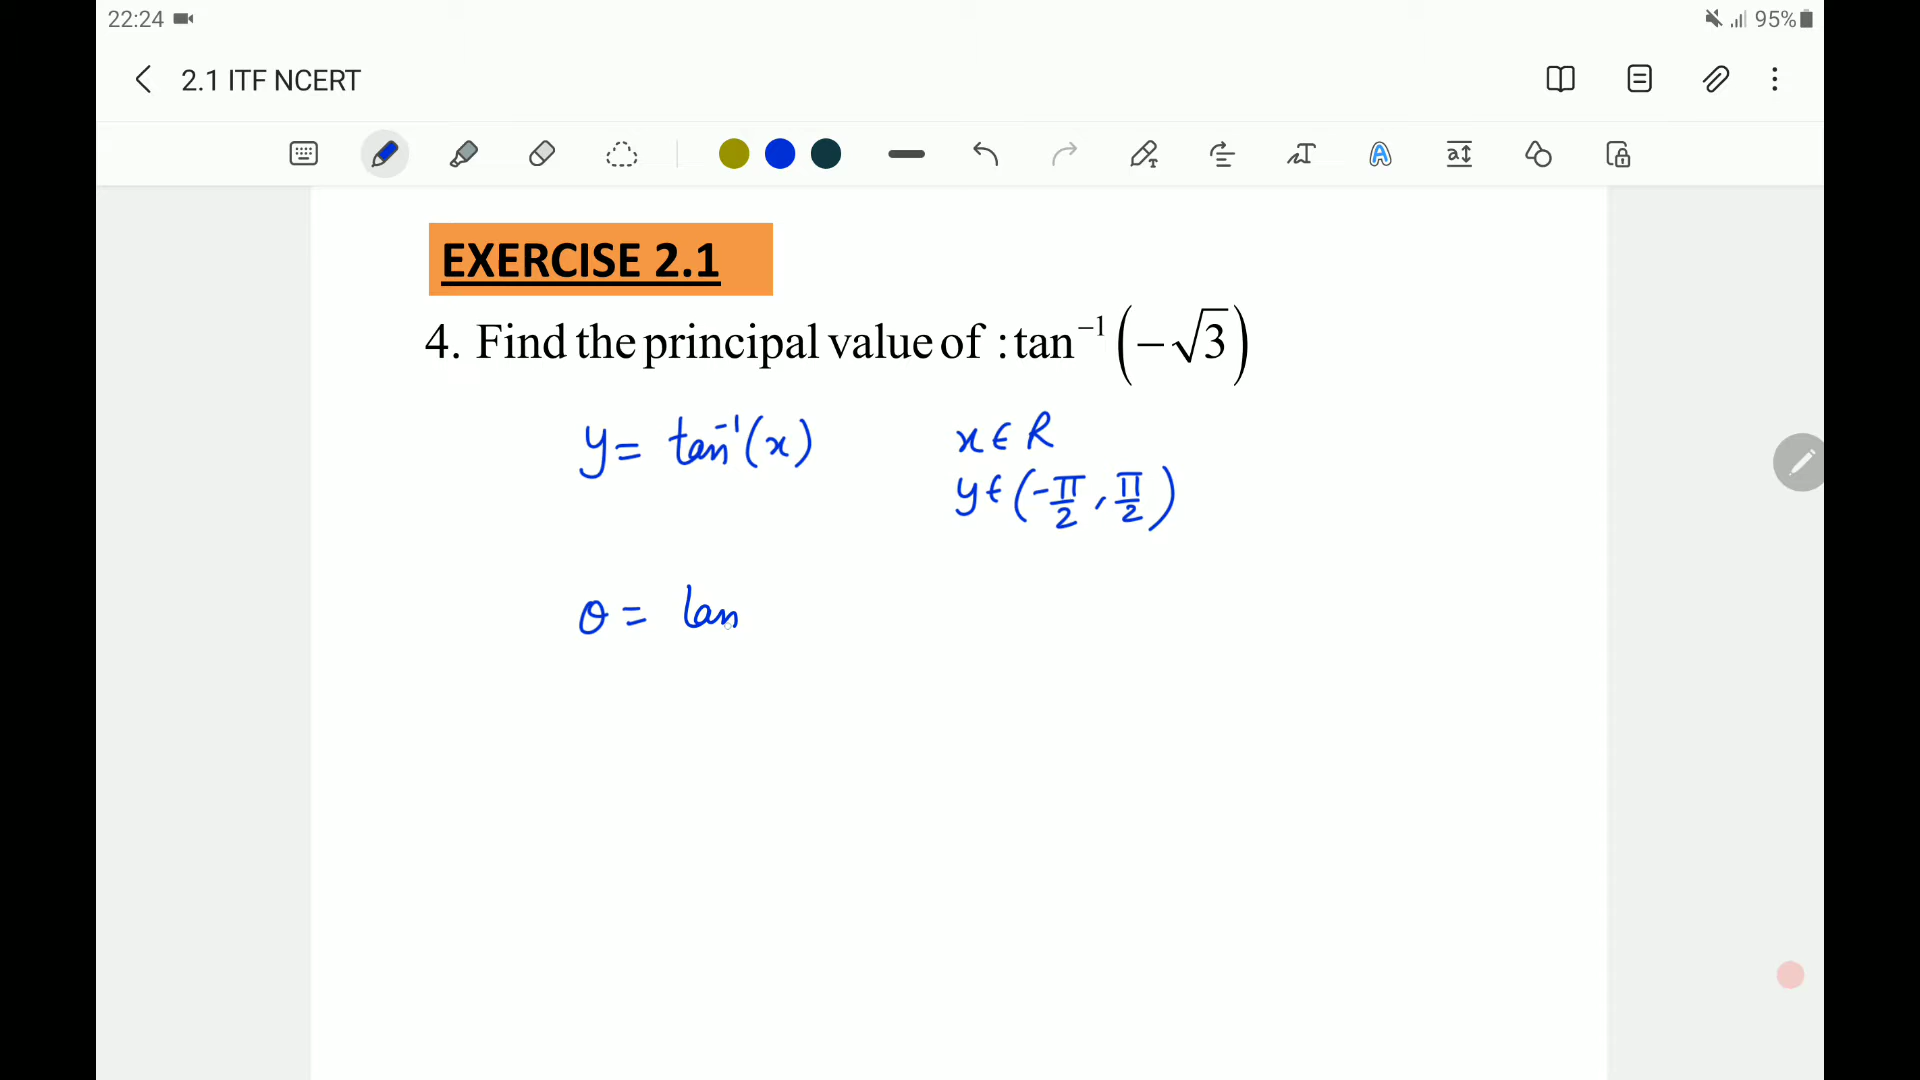 22:24 95%
2.1 ITF NCERT
EXERCISE 2.1
4. Find the principal value of : tan⁻¹(−√3)
y = tan⁻¹(x) x ∈ R
y ∈ (-π/2, π/2)
θ = tan